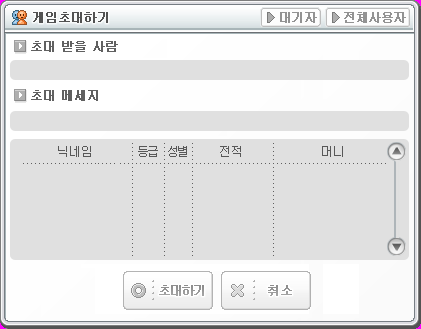 게임초대하기 대기자 전체사용자
초대 받을 사람
초대 메세지
닉네임 등급 성별 전적 머니
초대하기 취소